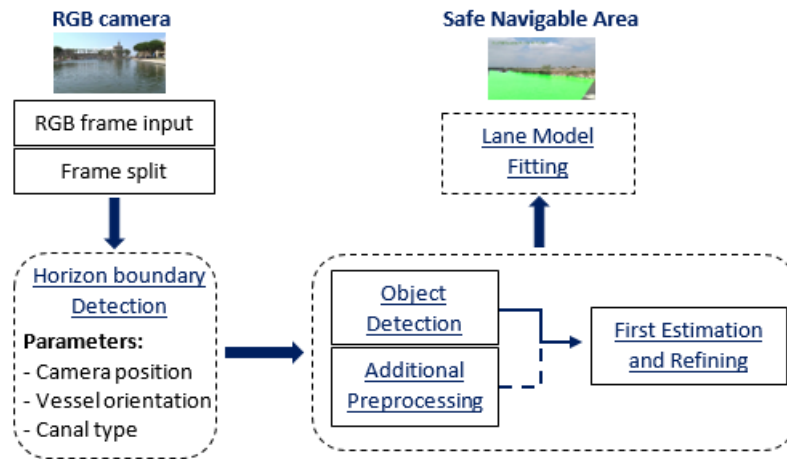 RGB camera
RGB frame input
Frame split
Horizon boundary
Detection
Parameters:
- Camera position
- Vessel orientation
- Canal type
Object
Detection
Additional
Preprocessing
First Estimation
and Refining
Safe Navigable Area
Lane Model
Fitting